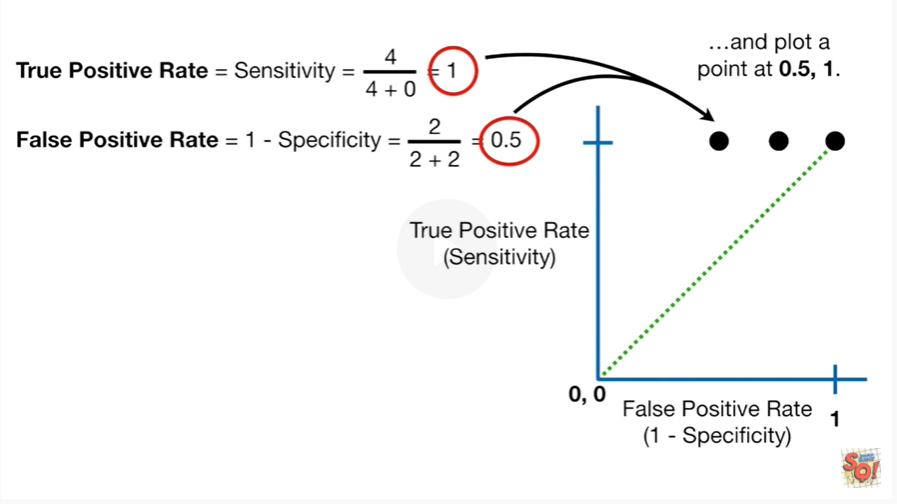 True Positive Rate = Sensitivity = 4 / (4 + 0) = 1
…and plot a
point at 0.5, 1.
False Positive Rate = 1 - Specificity = 2 / (2 + 2) = 0.5
True Positive Rate
(Sensitivity)
0, 0
False Positive Rate
(1 - Specificity)
1
SQ!